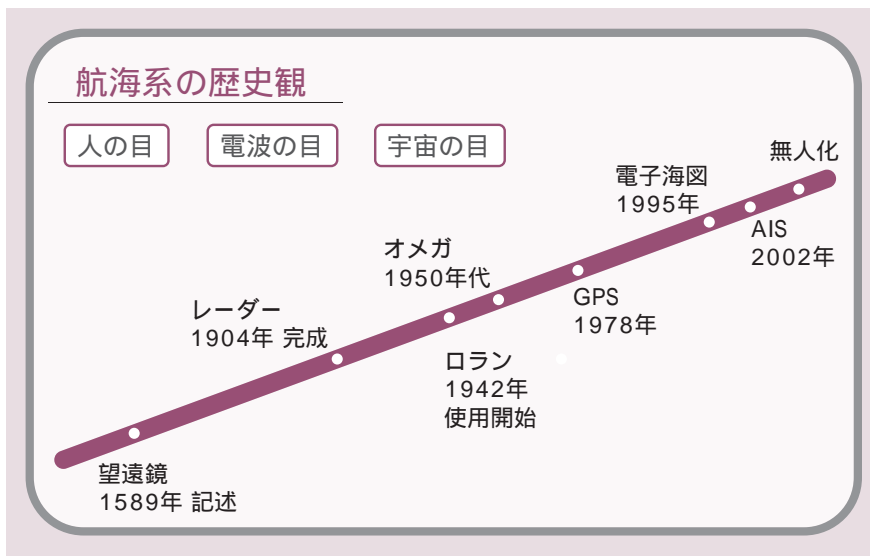 航海系の歴史観
人の目
電波の目
宇宙の目
無人化
電子海図
1995年
AIS
2002年
オメガ
1950年代
GPS
1978年
レーダー
1904年 完成
ロラン
1942年
使用開始
望遠鏡
1589年 記述